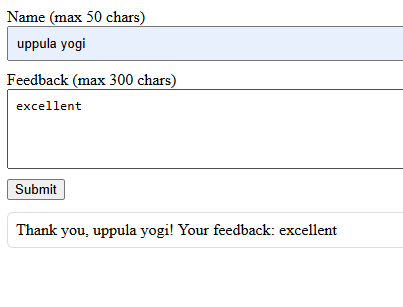 Name (max 50 chars)
uppula yogi
Feedback (max 300 chars)
excellent
Submit
Thank you, uppula yogi! Your feedback: excellent